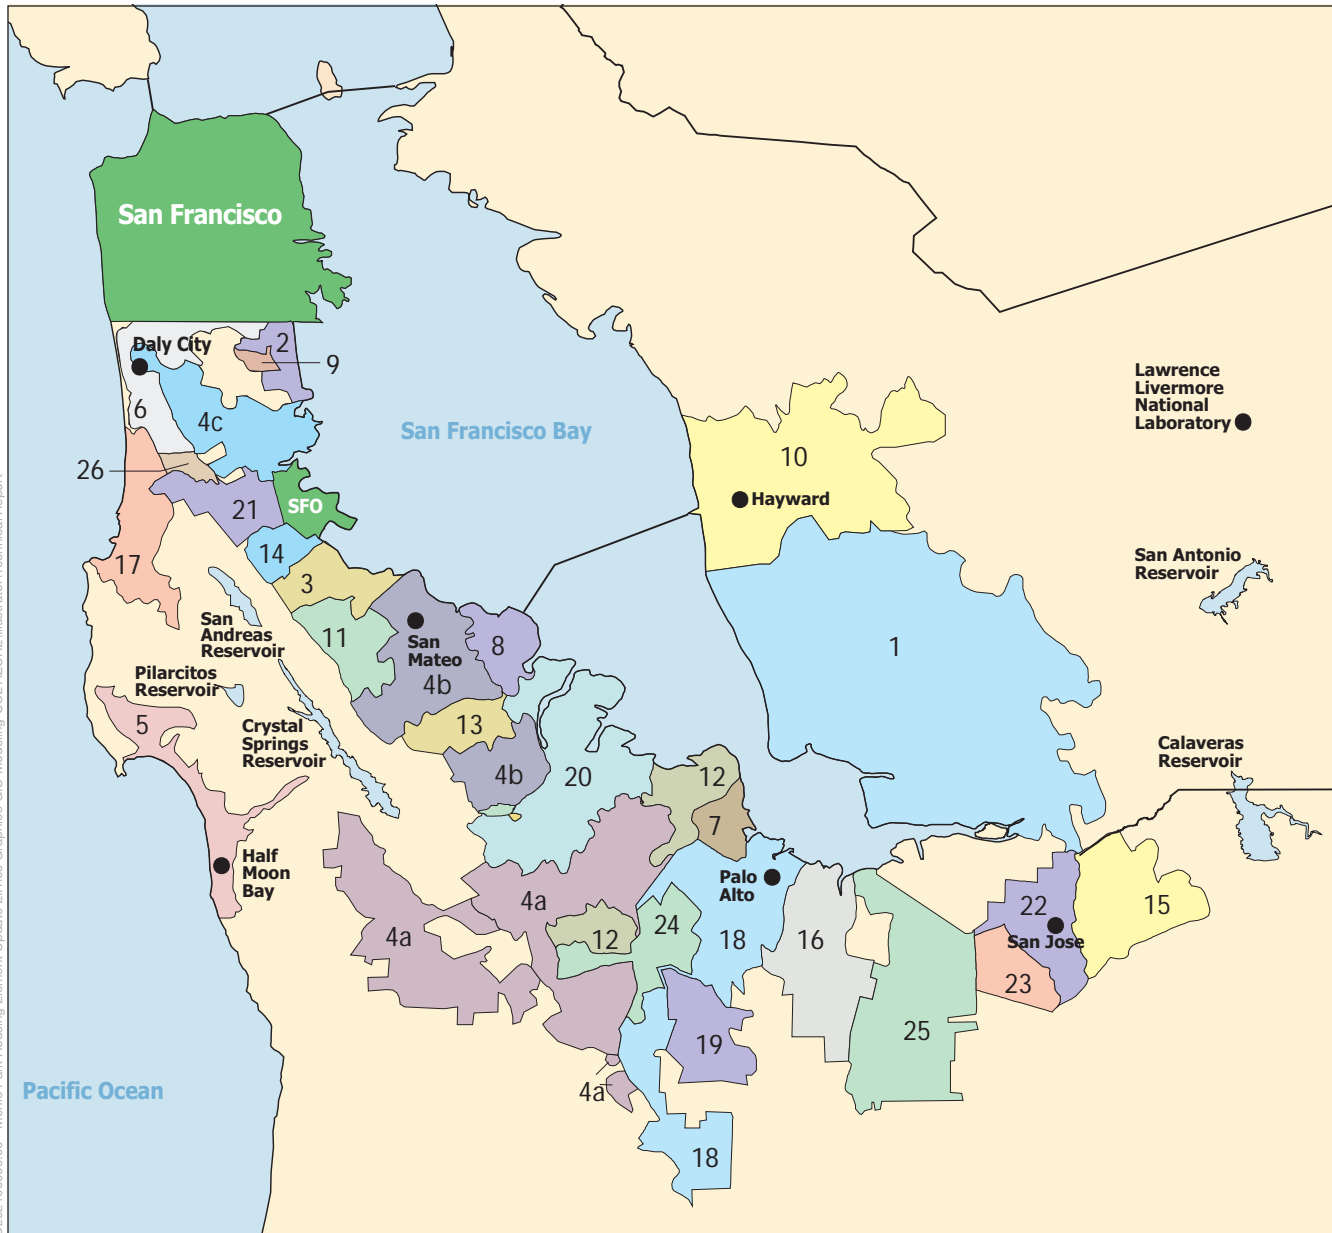 San Francisco
Daly City
2
9
6
4c
San Francisco Bay
Lawrence
Livermore
National
Laboratory
26
21
SFO
10
Hayward
17
14
3
San Antonio
Reservoir
San
Andreas
Reservoir
11
San
Mateo
8
1
Pilarcitos
Reservoir
4b
5
13
Crystal
Springs
Reservoir
4b
20
12
Calaveras
Reservoir
7
Half
Moon
Bay
Palo
Alto
4a
4a
12
24
18
16
22
San Jose
15
23
19
25
4a
Pacific Ocean
18